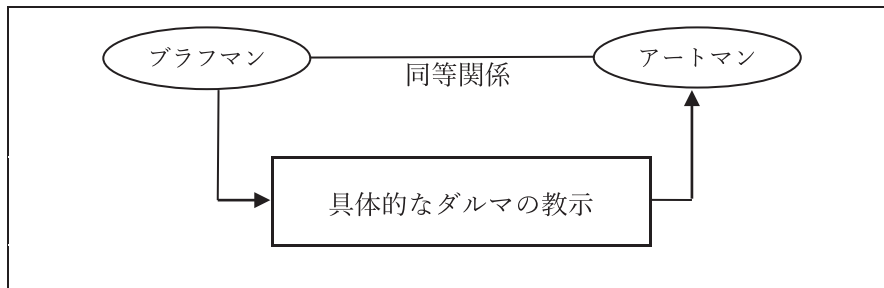 ブラフマン
アートマン
同等関係
具体的なダルマの教示